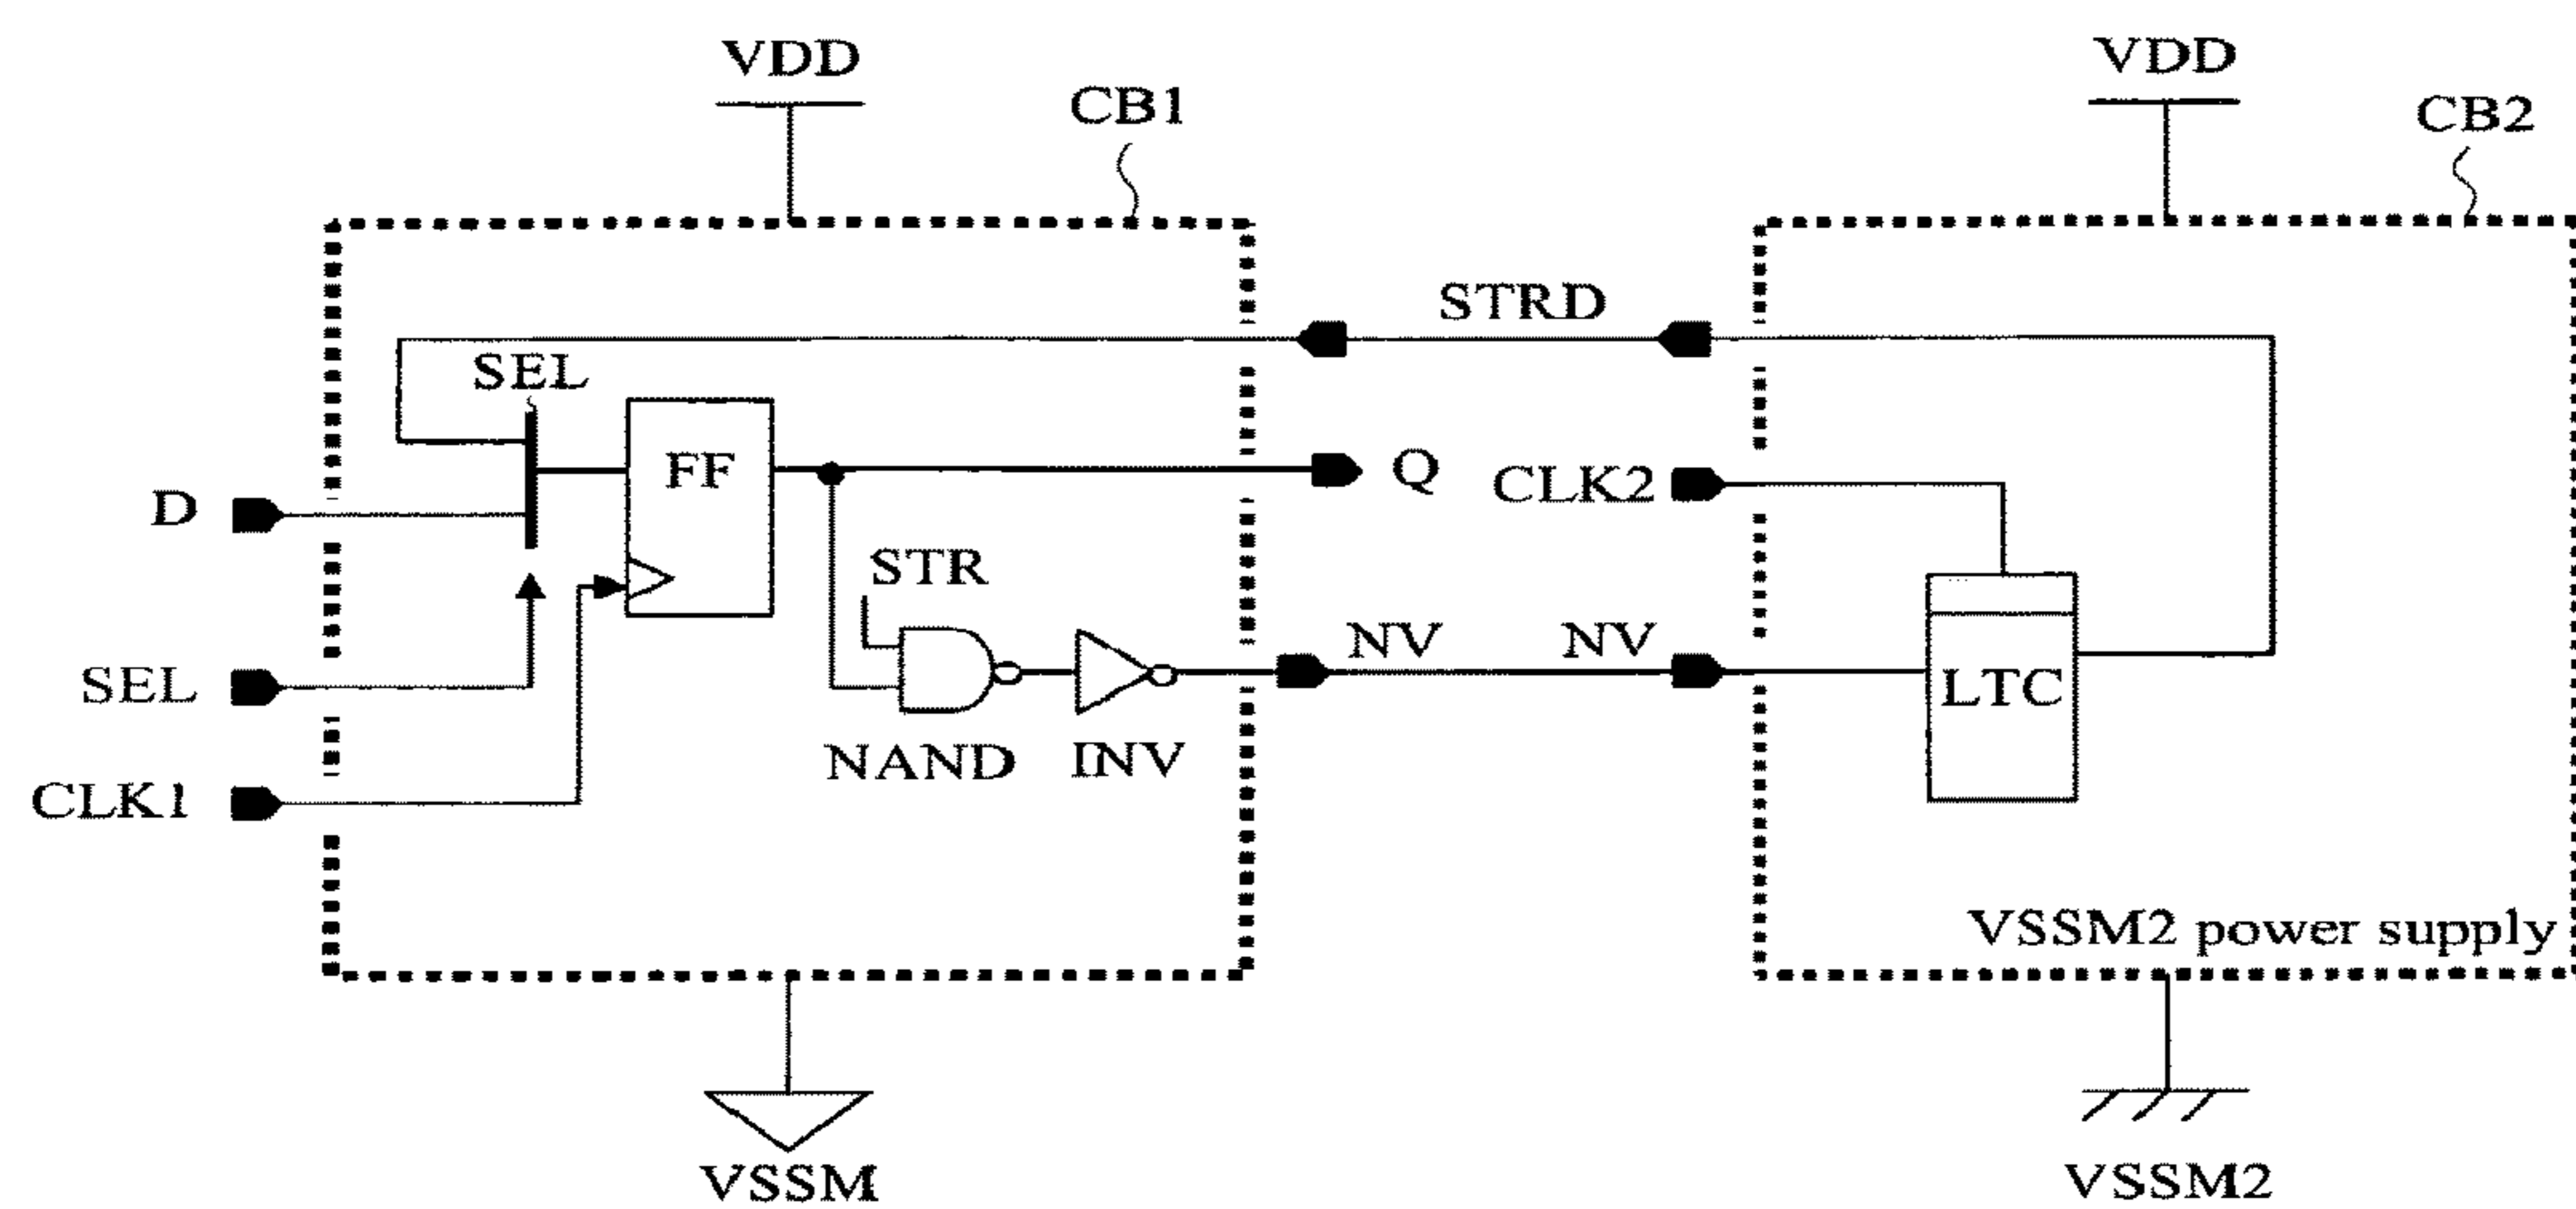 VDD
VDD
CB1
CB2
STRD
SEL
FF
Q
CLK2
D
STR
NV
NV
SEL
LTC
NAND
INV
CLK1
VSSM2 power supply
VSSM
VSSM2